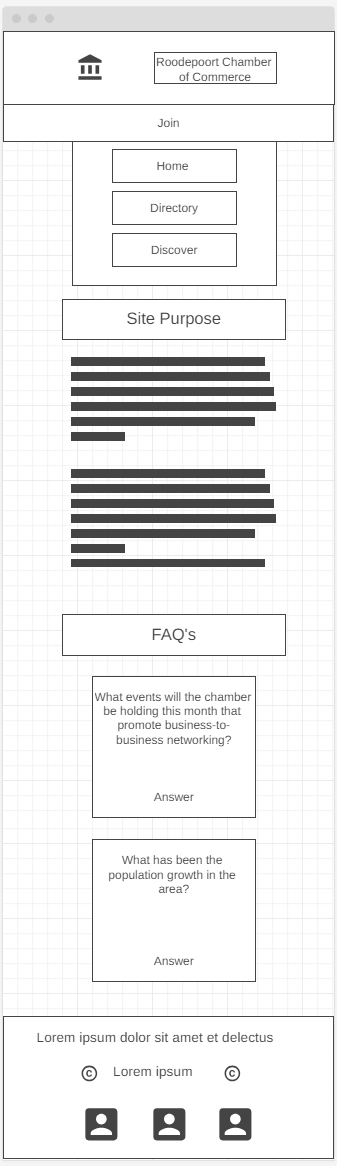 Roodepoort Chamber
of Commerce
Join
Home
Directory
Discover
Site Purpose
FAQ's
What events will the chamber
be holding this month that
promote business-to-
business networking?
Answer
What has been the
population growth in the
area?
Answer
Lorem ipsum dolor sit amet et delectus
© Lorem ipsum ©